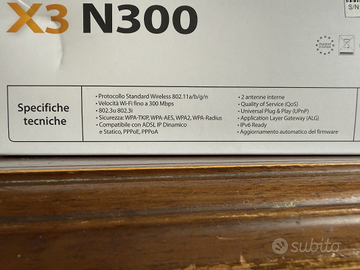 X3 N300
S/N
Specifiche
tecniche
• Protocollo Standard Wireless 802.11a/b/g/n
• Velocità Wi-Fi fino a 300 Mbps
• 802.3u 802.3i
• Sicurezza: WPA-TKIP, WPA-AES, WPA2, WPA-Radius
• Compatibile con ADSL IP Dinamico
e Statico, PPPoE, PPPoA
• 2 antenne interne
• Quality of Service (QoS)
• Universal Plug & Play (UPnP)
• Application Layer Gateway (ALG)
• IPv6 Ready
• Aggiornamento automatico del firmware
subito